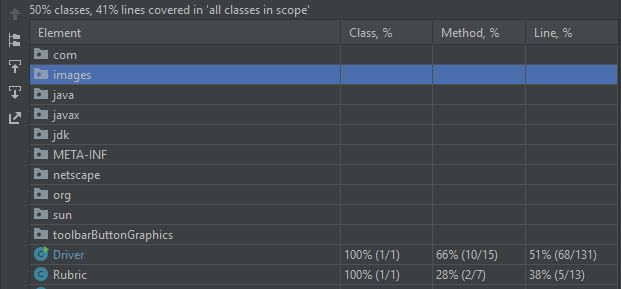 50% classes, 41% lines covered in 'all classes in scope'
Element Class, % Method, % Line, %
com
images
java
javax
jdk
META-INF
netscape
org
sun
toolbarButtonGraphics
Driver 100% (1/1) 66% (10/15) 51% (68/131)
Rubric 100% (1/1) 28% (2/7) 38% (5/13)